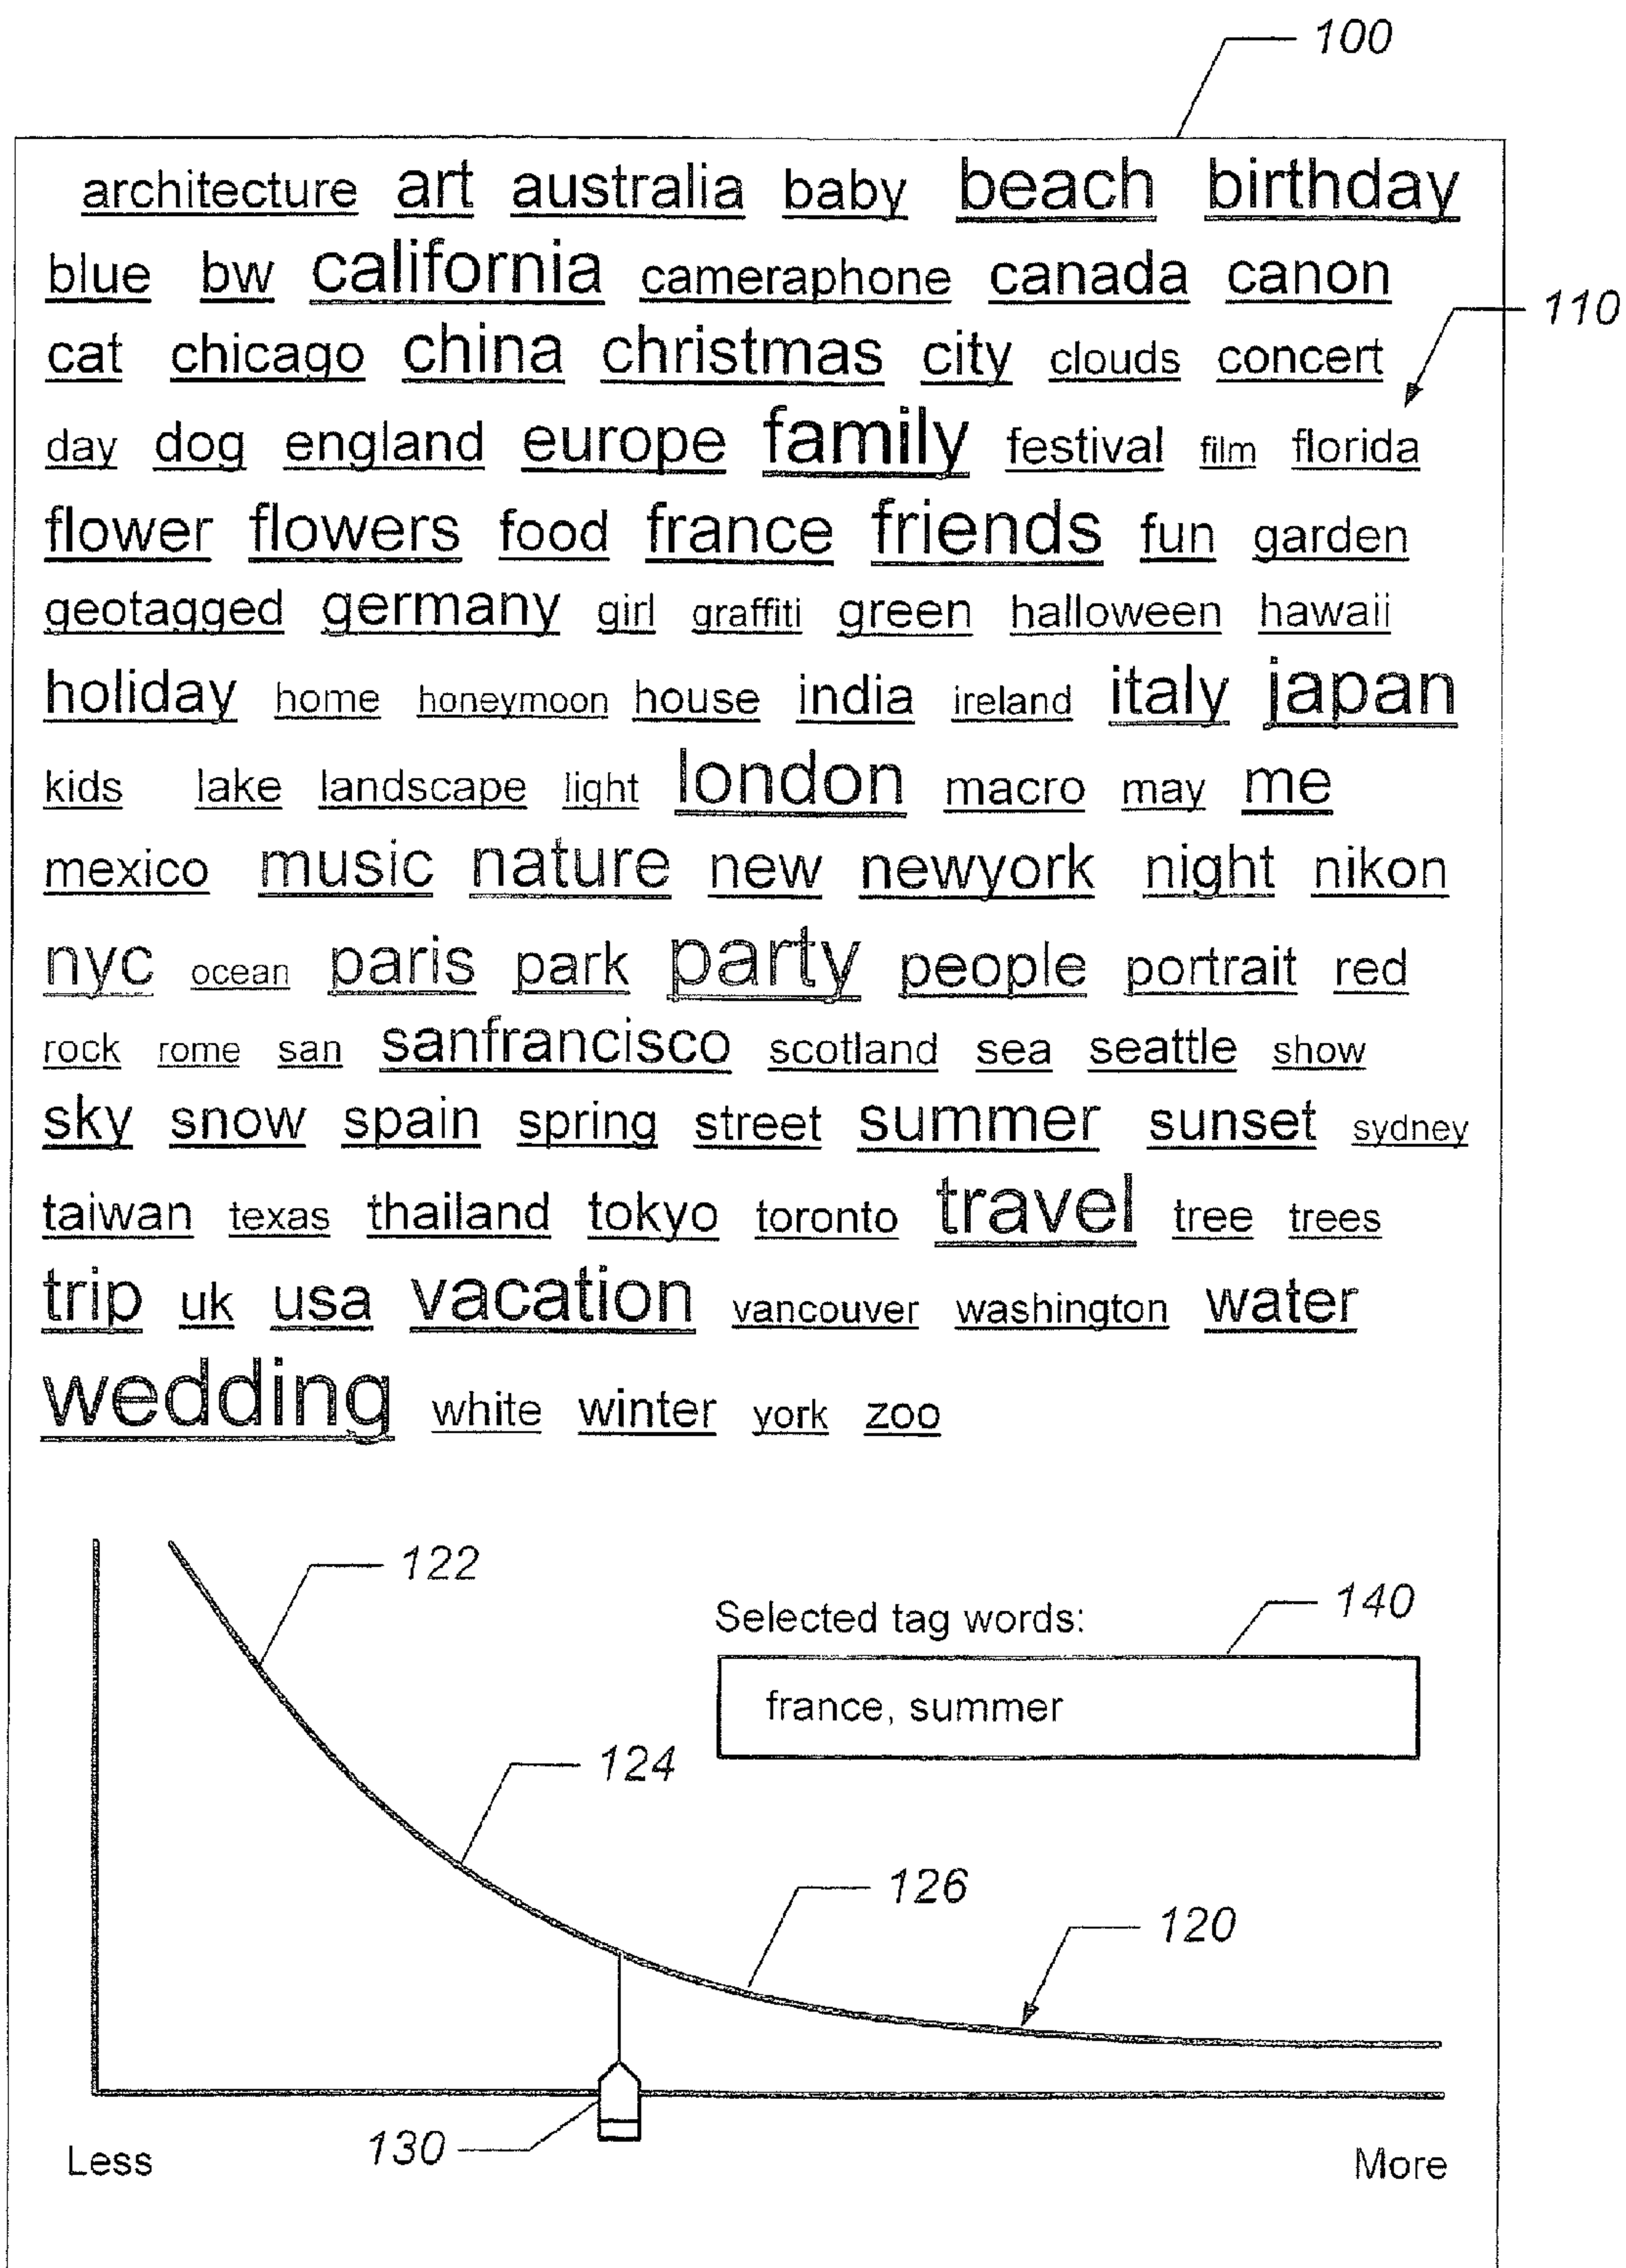 100
architecture art australia baby beach birthday
blue bw california cameraphone canada canon
110
cat chicago china christmas city clouds concert
day dog england europe family festival film florida
flower flowers food france friends fun garden
geotagged germany girl graffiti green halloween hawaii
holiday home honeymoon house india ireland italy japan
kids lake landscape light london macro may me
mexico music nature new newyork night nikon
nyc ocean paris park party people portrait red
rock rome san sanfrancisco scotland sea seattle show
sky snow spain spring street summer sunset sydney
taiwan texas thailand tokyo toronto travel tree trees
trip uk usa vacation vancouver washington water
wedding white winter york zoo
122
140
Selected tag words:
france, summer
124
126
120
130
Less More